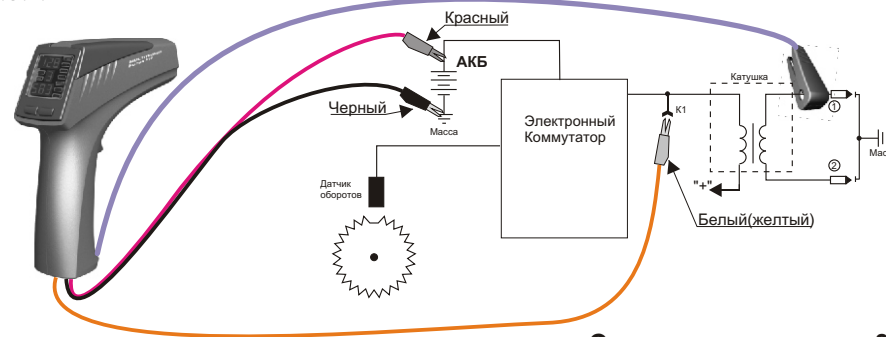 Красный
АКБ
Черный
Масса
Электронный
Коммутатор
Датчик
оборотов
К1
Катушка
1
2
Мас
"+"
Белый(желтый)